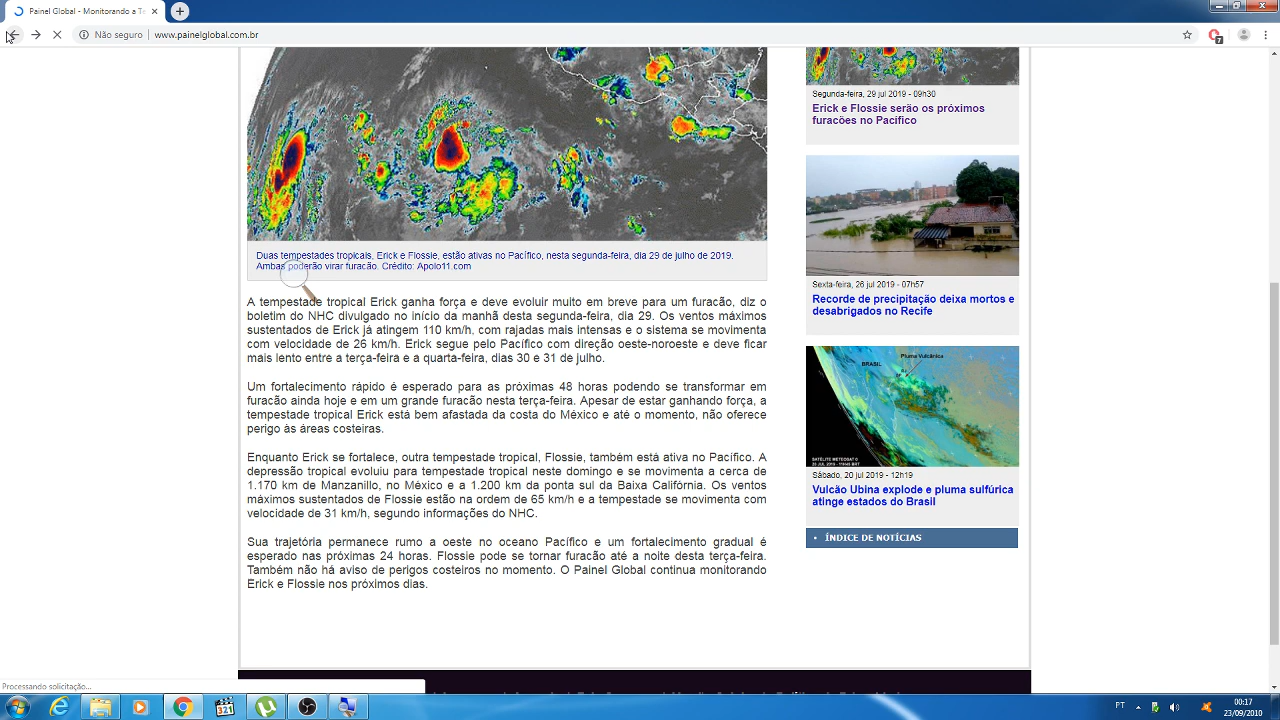 Painel Global - Monitorando a T
Não seguro
www.painelglobal.com.br
7
Duas tempestades tropicais, Erick e Flossie, estão ativas no Pacífico, nesta segunda-feira, dia 29 de julho de 2019.
Ambas poderão virar furacão. Crédito: Apolo11.com
A tempestade tropical Erick ganha força e deve evoluir muito em breve para um furacão, diz o
boletim do NHC divulgado no início da manhã desta segunda-feira, dia 29. Os ventos máximos
sustentados de Erick já atingem 110 km/h, com rajadas mais intensas e o sistema se movimenta
com velocidade de 26 km/h. Erick segue pelo Pacífico com direção oeste-noroeste e deve ficar
mais lento entre a terça-feira e a quarta-feira, dias 30 e 31 de julho.
Um fortalecimento rápido é esperado para as próximas 48 horas podendo se transformar em
furacão ainda hoje e em um grande furacão nesta terça-feira. Apesar de estar ganhando força, a
tempestade tropical Erick está bem afastada da costa do México e até o momento, não oferece
perigo às áreas costeiras.
Enquanto Erick se fortalece, outra tempestade tropical, Flossie, também está ativa no Pacífico. A
depressão tropical evoluiu para tempestade tropical neste domingo e se movimenta a cerca de
1.170 km de Manzanillo, no México e a 1.200 km da ponta sul da Baixa Califórnia. Os ventos
máximos sustentados de Flossie estão na ordem de 65 km/h e a tempestade se movimenta com
velocidade de 31 km/h, segundo informações do NHC.
Sua trajetória permanece rumo a oeste no oceano Pacífico e um fortalecimento gradual é
esperado nas próximas 24 horas. Flossie pode se tornar furacão até a noite desta terça-feira.
Também não há aviso de perigos costeiros no momento. O Painel Global continua monitorando
Erick e Flossie nos próximos dias.
Segunda-feira, 29 jul 2019 - 09h30
Erick e Flossie serão os próximos
furacões no Pacífico
Sexta-feira, 26 jul 2019 - 07h57
Recorde de precipitação deixa mortos e
desabrigados no Recife
Pluma Vulcânica
BRASIL
SATÉLITE METEOSAT 0
20 JUL 2019 - 11H45 BRT
Sábado, 20 jul 2019 - 12h19
Vulcão Ubina explode e pluma sulfúrica
atinge estados do Brasil
• ÍNDICE DE NOTÍCIAS
Processando solicitação...
321
PT
00:17
23/09/2010